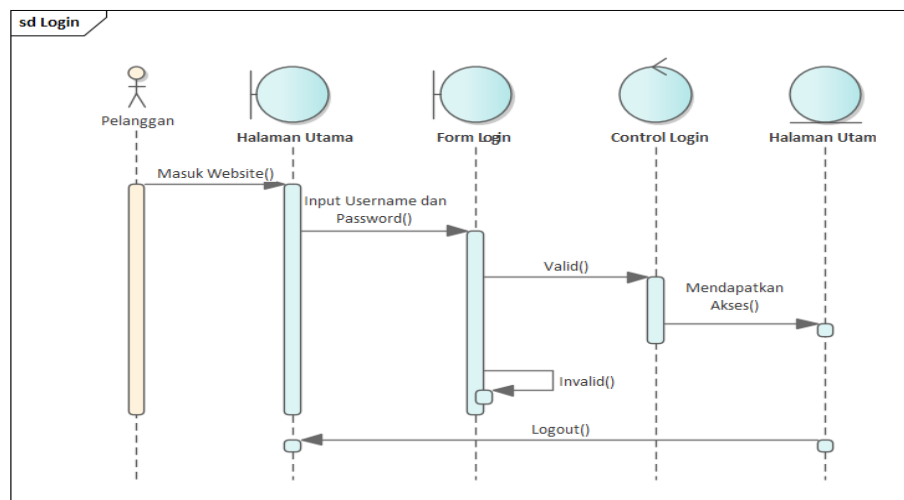 sd Login
Pelanggan
Halaman Utama
Form Login
Control Login
Halaman Utam
Masuk Website()
Input Username dan
Password()
Valid()
Mendapatkan
Akses()
Invalid()
Logout()